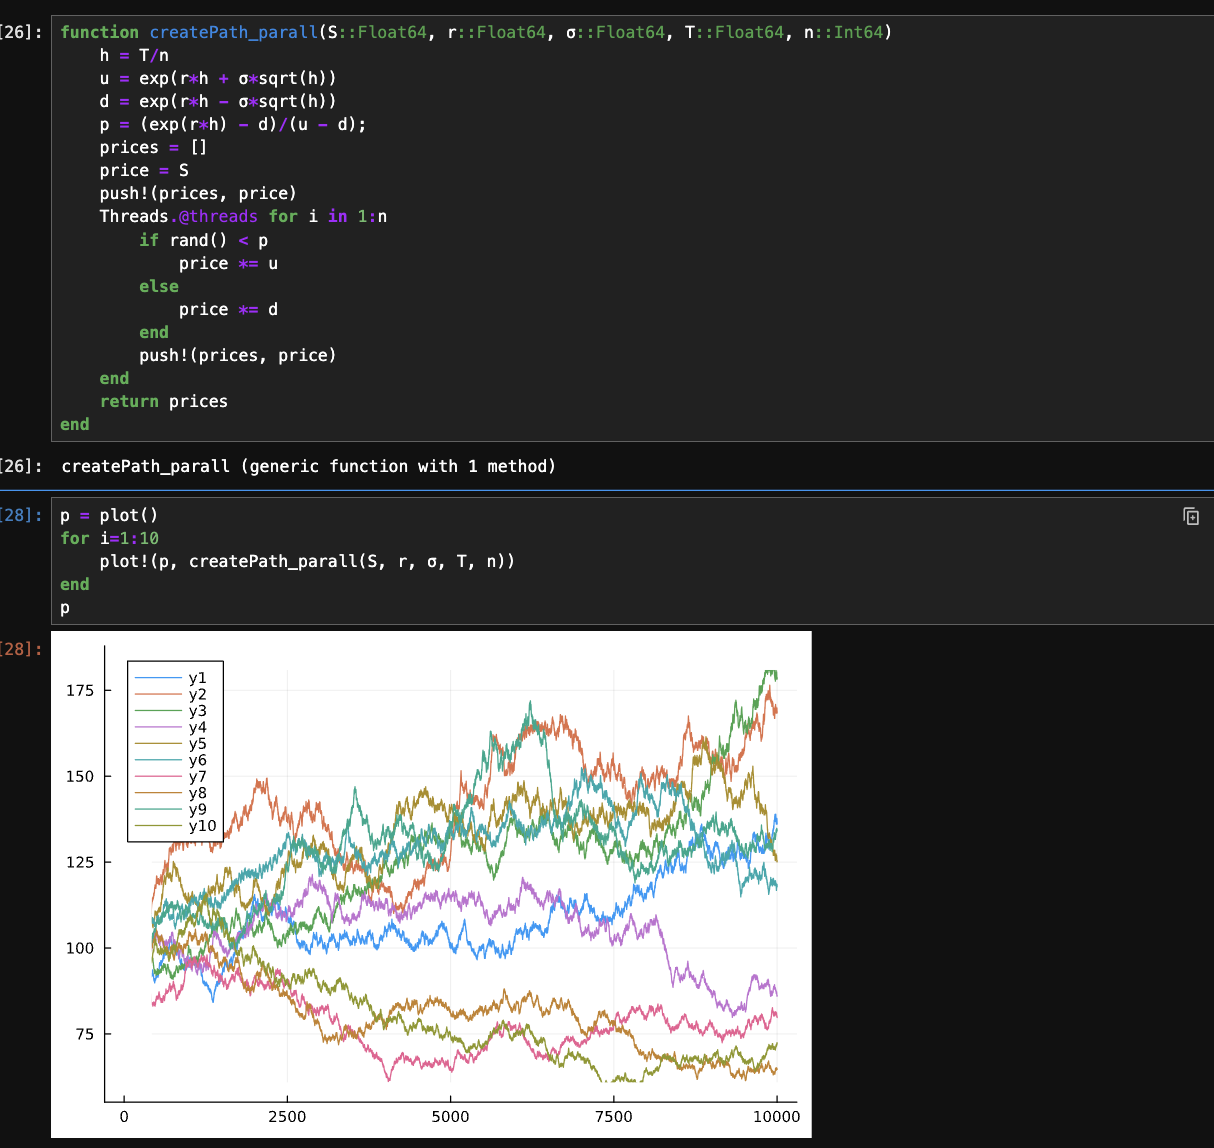 [26]:
function createPath_parall(S::Float64, r::Float64, σ::Float64, T::Float64, n::Int64)
    h = T/n
    u = exp(r*h + σ*sqrt(h))
    d = exp(r*h - σ*sqrt(h))
    p = (exp(r*h) - d)/(u - d);
    prices = []
    price = S
    push!(prices, price)
    Threads.@threads for i in 1:n
        if rand() < p
            price *= u
        else
            price *= d
        end
        push!(prices, price)
    end
    return prices
end
[26]: createPath_parall (generic function with 1 method)
[28]:
p = plot()
for i=1:10
    plot!(p, createPath_parall(S, r, σ, T, n))
end
p
[28]:
y1
y2
y3
y4
y5
y6
y7
y8
y9
y10
175
150
125
100
75
0 2500 5000 7500 10000